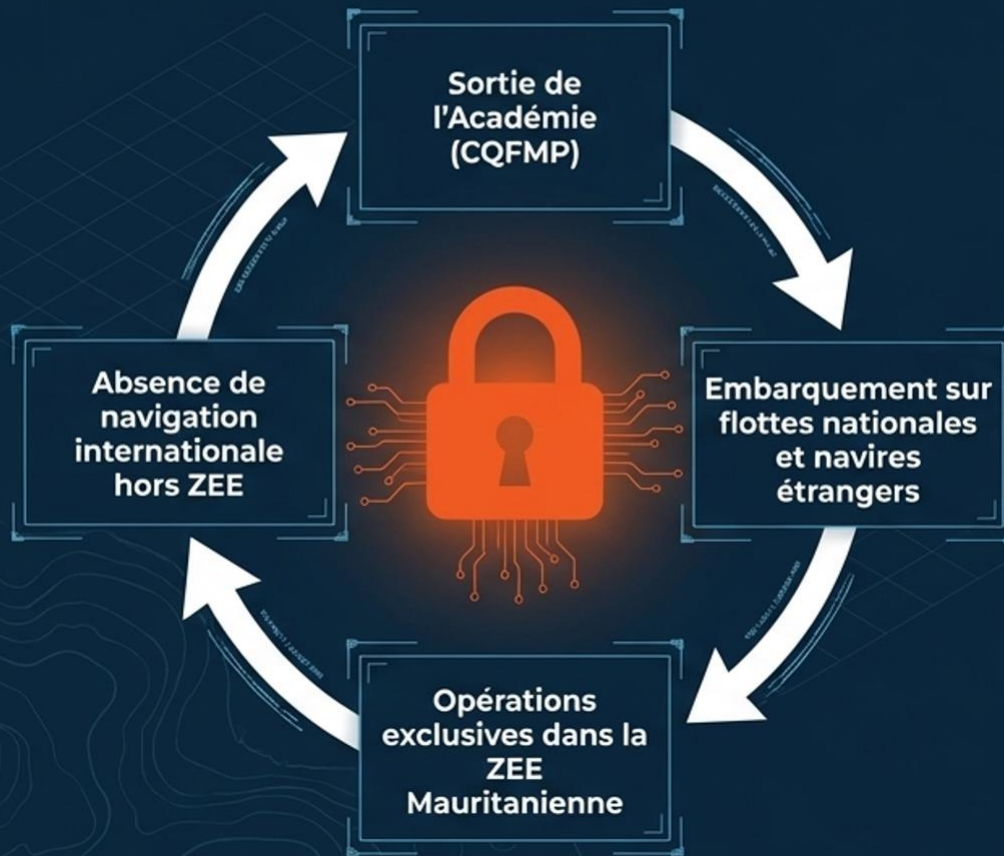 Sortie de
l'Académie
(CQFMP)
Embarquement sur
flottes nationales
et navires
étrangers
Opérations
exclusives dans la
ZEE
Mauritanienne
Absence de
navigation
internationale
hors ZEE